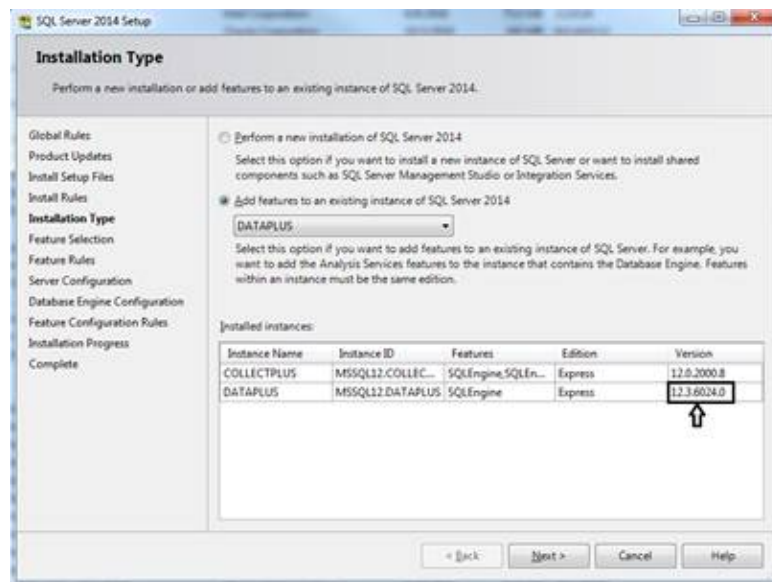 SQL Server 2014 Setup
Installation Type
Perform a new installation or add features to an existing instance of SQL Server 2014.
Global Rules
Product Updates
Install Setup Files
Install Rules
Installation Type
Feature Selection
Feature Rules
Server Configuration
Database Engine Configuration
Feature Configuration Rules
Installation Progress
Complete
Perform a new installation of SQL Server 2014
Select this option if you want to install a new instance of SQL Server or want to install shared
components such as SQL Server Management Studio or Integration Services.
Add features to an existing instance of SQL Server 2014
DATAPLUS
Select this option if you want to add features to an existing instance of SQL Server. For example, you
want to add the Analysis Services features to the instance that contains the Database Engine. Features
within an instance must be the same edition.
Installed instances:
Instance Name Instance ID Features Edition Version
COLLECTPLUS MSSQL12.COLLEC... SQLEngine,SQLEn... Express 12.0.2000.8
DATAPLUS MSSQL12.DATAPLUS SQLEngine Express 12.3.6024.0
< Back Next > Cancel Help